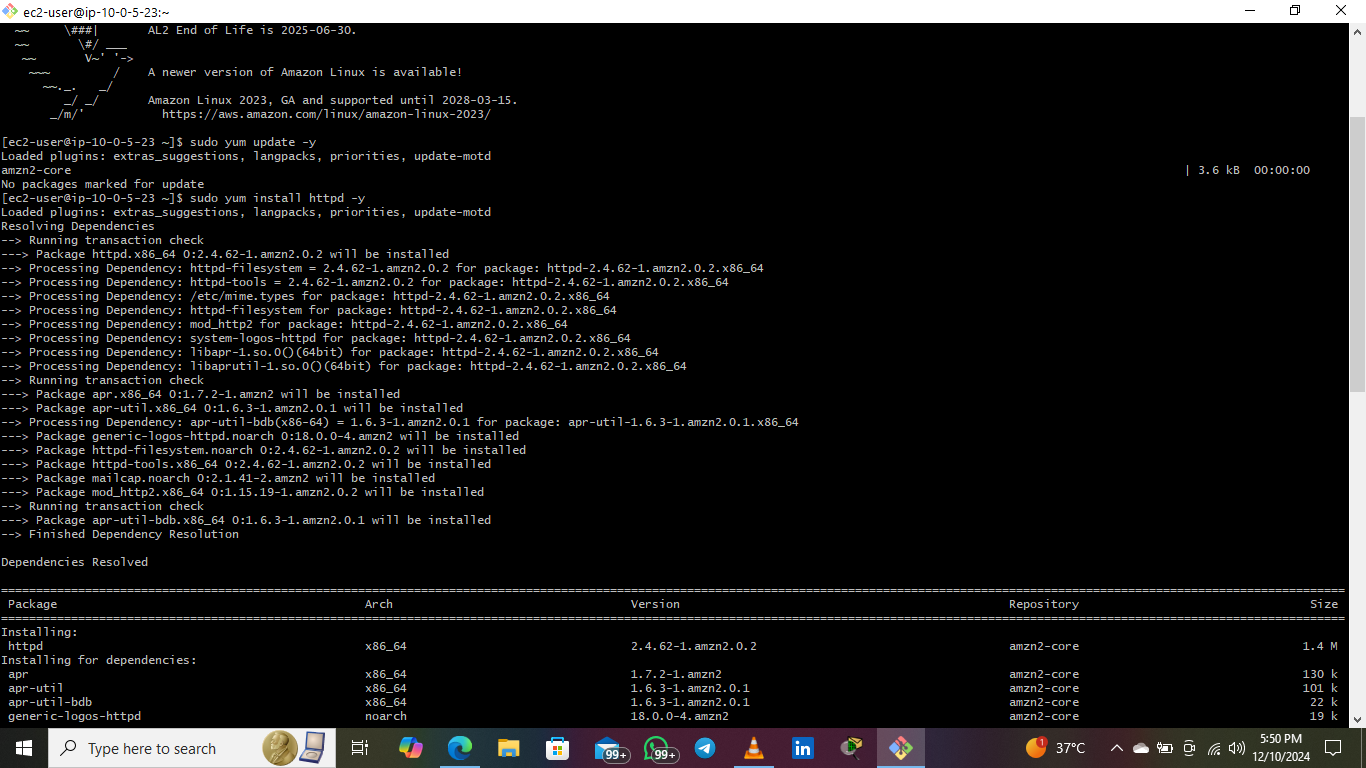 ec2-user@ip-10-0-5-23:~
~~     \###|       AL2 End of Life is 2025-06-30.
~~       \#/ ___
~~       V~' '->
~~~         /    A newer version of Amazon Linux is available!
~~._.   _/
_/ _/       Amazon Linux 2023, GA and supported until 2028-03-15.
_/m/'           https://aws.amazon.com/linux/amazon-linux-2023/
[ec2-user@ip-10-0-5-23 ~]$ sudo yum update -y
Loaded plugins: extras_suggestions, langpacks, priorities, update-motd
amzn2-core | 3.6 kB  00:00:00
No packages marked for update
[ec2-user@ip-10-0-5-23 ~]$ sudo yum install httpd -y
Loaded plugins: extras_suggestions, langpacks, priorities, update-motd
Resolving Dependencies
--> Running transaction check
---> Package httpd.x86_64 0:2.4.62-1.amzn2.0.2 will be installed
--> Processing Dependency: httpd-filesystem = 2.4.62-1.amzn2.0.2 for package: httpd-2.4.62-1.amzn2.0.2.x86_64
--> Processing Dependency: httpd-tools = 2.4.62-1.amzn2.0.2 for package: httpd-2.4.62-1.amzn2.0.2.x86_64
--> Processing Dependency: /etc/mime.types for package: httpd-2.4.62-1.amzn2.0.2.x86_64
--> Processing Dependency: httpd-filesystem for package: httpd-2.4.62-1.amzn2.0.2.x86_64
--> Processing Dependency: mod_http2 for package: httpd-2.4.62-1.amzn2.0.2.x86_64
--> Processing Dependency: system-logos-httpd for package: httpd-2.4.62-1.amzn2.0.2.x86_64
--> Processing Dependency: libapr-1.so.0()(64bit) for package: httpd-2.4.62-1.amzn2.0.2.x86_64
--> Processing Dependency: libaprutil-1.so.0()(64bit) for package: httpd-2.4.62-1.amzn2.0.2.x86_64
--> Running transaction check
---> Package apr.x86_64 0:1.7.2-1.amzn2 will be installed
---> Package apr-util.x86_64 0:1.6.3-1.amzn2.0.1 will be installed
--> Processing Dependency: apr-util-bdb(x86-64) = 1.6.3-1.amzn2.0.1 for package: apr-util-1.6.3-1.amzn2.0.1.x86_64
---> Package generic-logos-httpd.noarch 0:18.0.0-4.amzn2 will be installed
---> Package httpd-filesystem.noarch 0:2.4.62-1.amzn2.0.2 will be installed
---> Package httpd-tools.x86_64 0:2.4.62-1.amzn2.0.2 will be installed
---> Package mailcap.noarch 0:2.1.41-2.amzn2 will be installed
---> Package mod_http2.x86_64 0:1.15.19-1.amzn2.0.2 will be installed
--> Running transaction check
---> Package apr-util-bdb.x86_64 0:1.6.3-1.amzn2.0.1 will be installed
--> Finished Dependency Resolution
Dependencies Resolved
Package Arch Version Repository Size
Installing:
httpd x86_64 2.4.62-1.amzn2.0.2 amzn2-core 1.4 M
Installing for dependencies:
apr x86_64 1.7.2-1.amzn2 amzn2-core 130 k
apr-util x86_64 1.6.3-1.amzn2.0.1 amzn2-core 101 k
apr-util-bdb x86_64 1.6.3-1.amzn2.0.1 amzn2-core 22 k
generic-logos-httpd noarch 18.0.0-4.amzn2 amzn2-core 19 k
Type here to search 99+ 99+ in 1 37°C 5:50 PM
12/10/2024